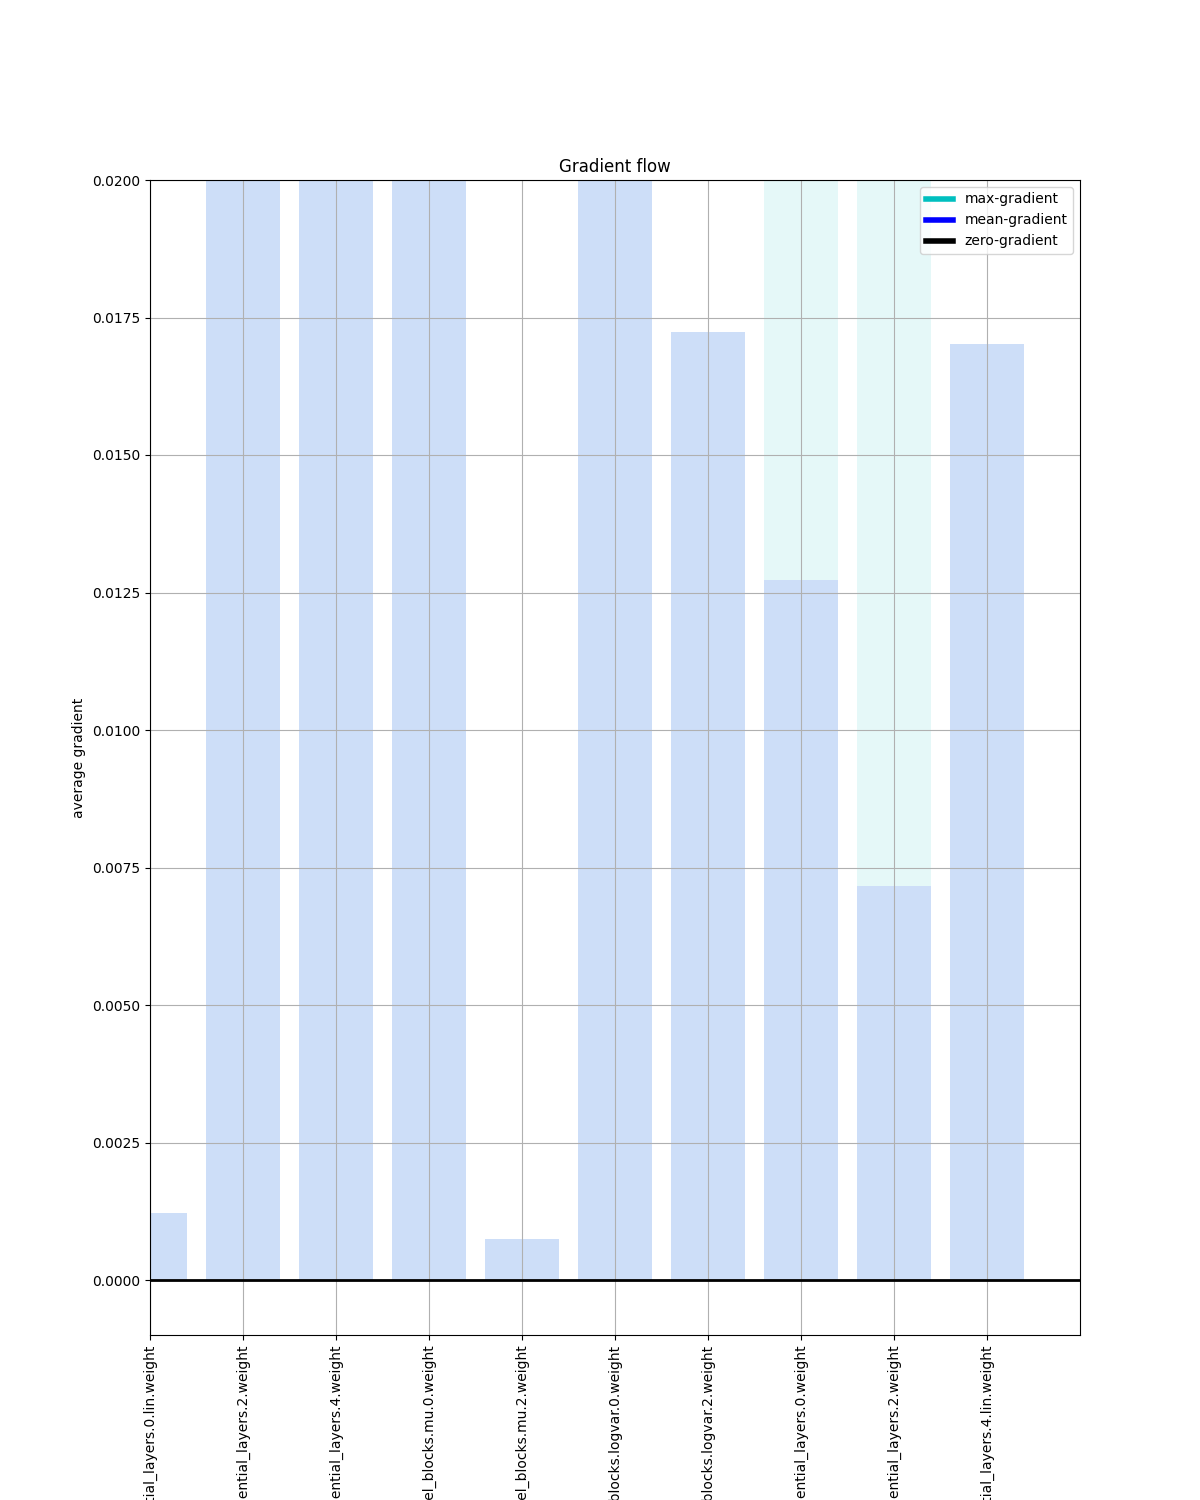 Gradient flow
max-gradient
mean-gradient
zero-gradient
0.0200
0.0175
0.0150
0.0125
0.0100
0.0075
0.0050
0.0025
0.0000
average gradient
tial_layers.0.lin.weight
ential_layers.2.weight
ential_layers.4.weight
el_blocks.mu.0.weight
el_blocks.mu.2.weight
blocks.logvar.0.weight
blocks.logvar.2.weight
ential_layers.0.weight
ential_layers.2.weight
tial_layers.4.lin.weight